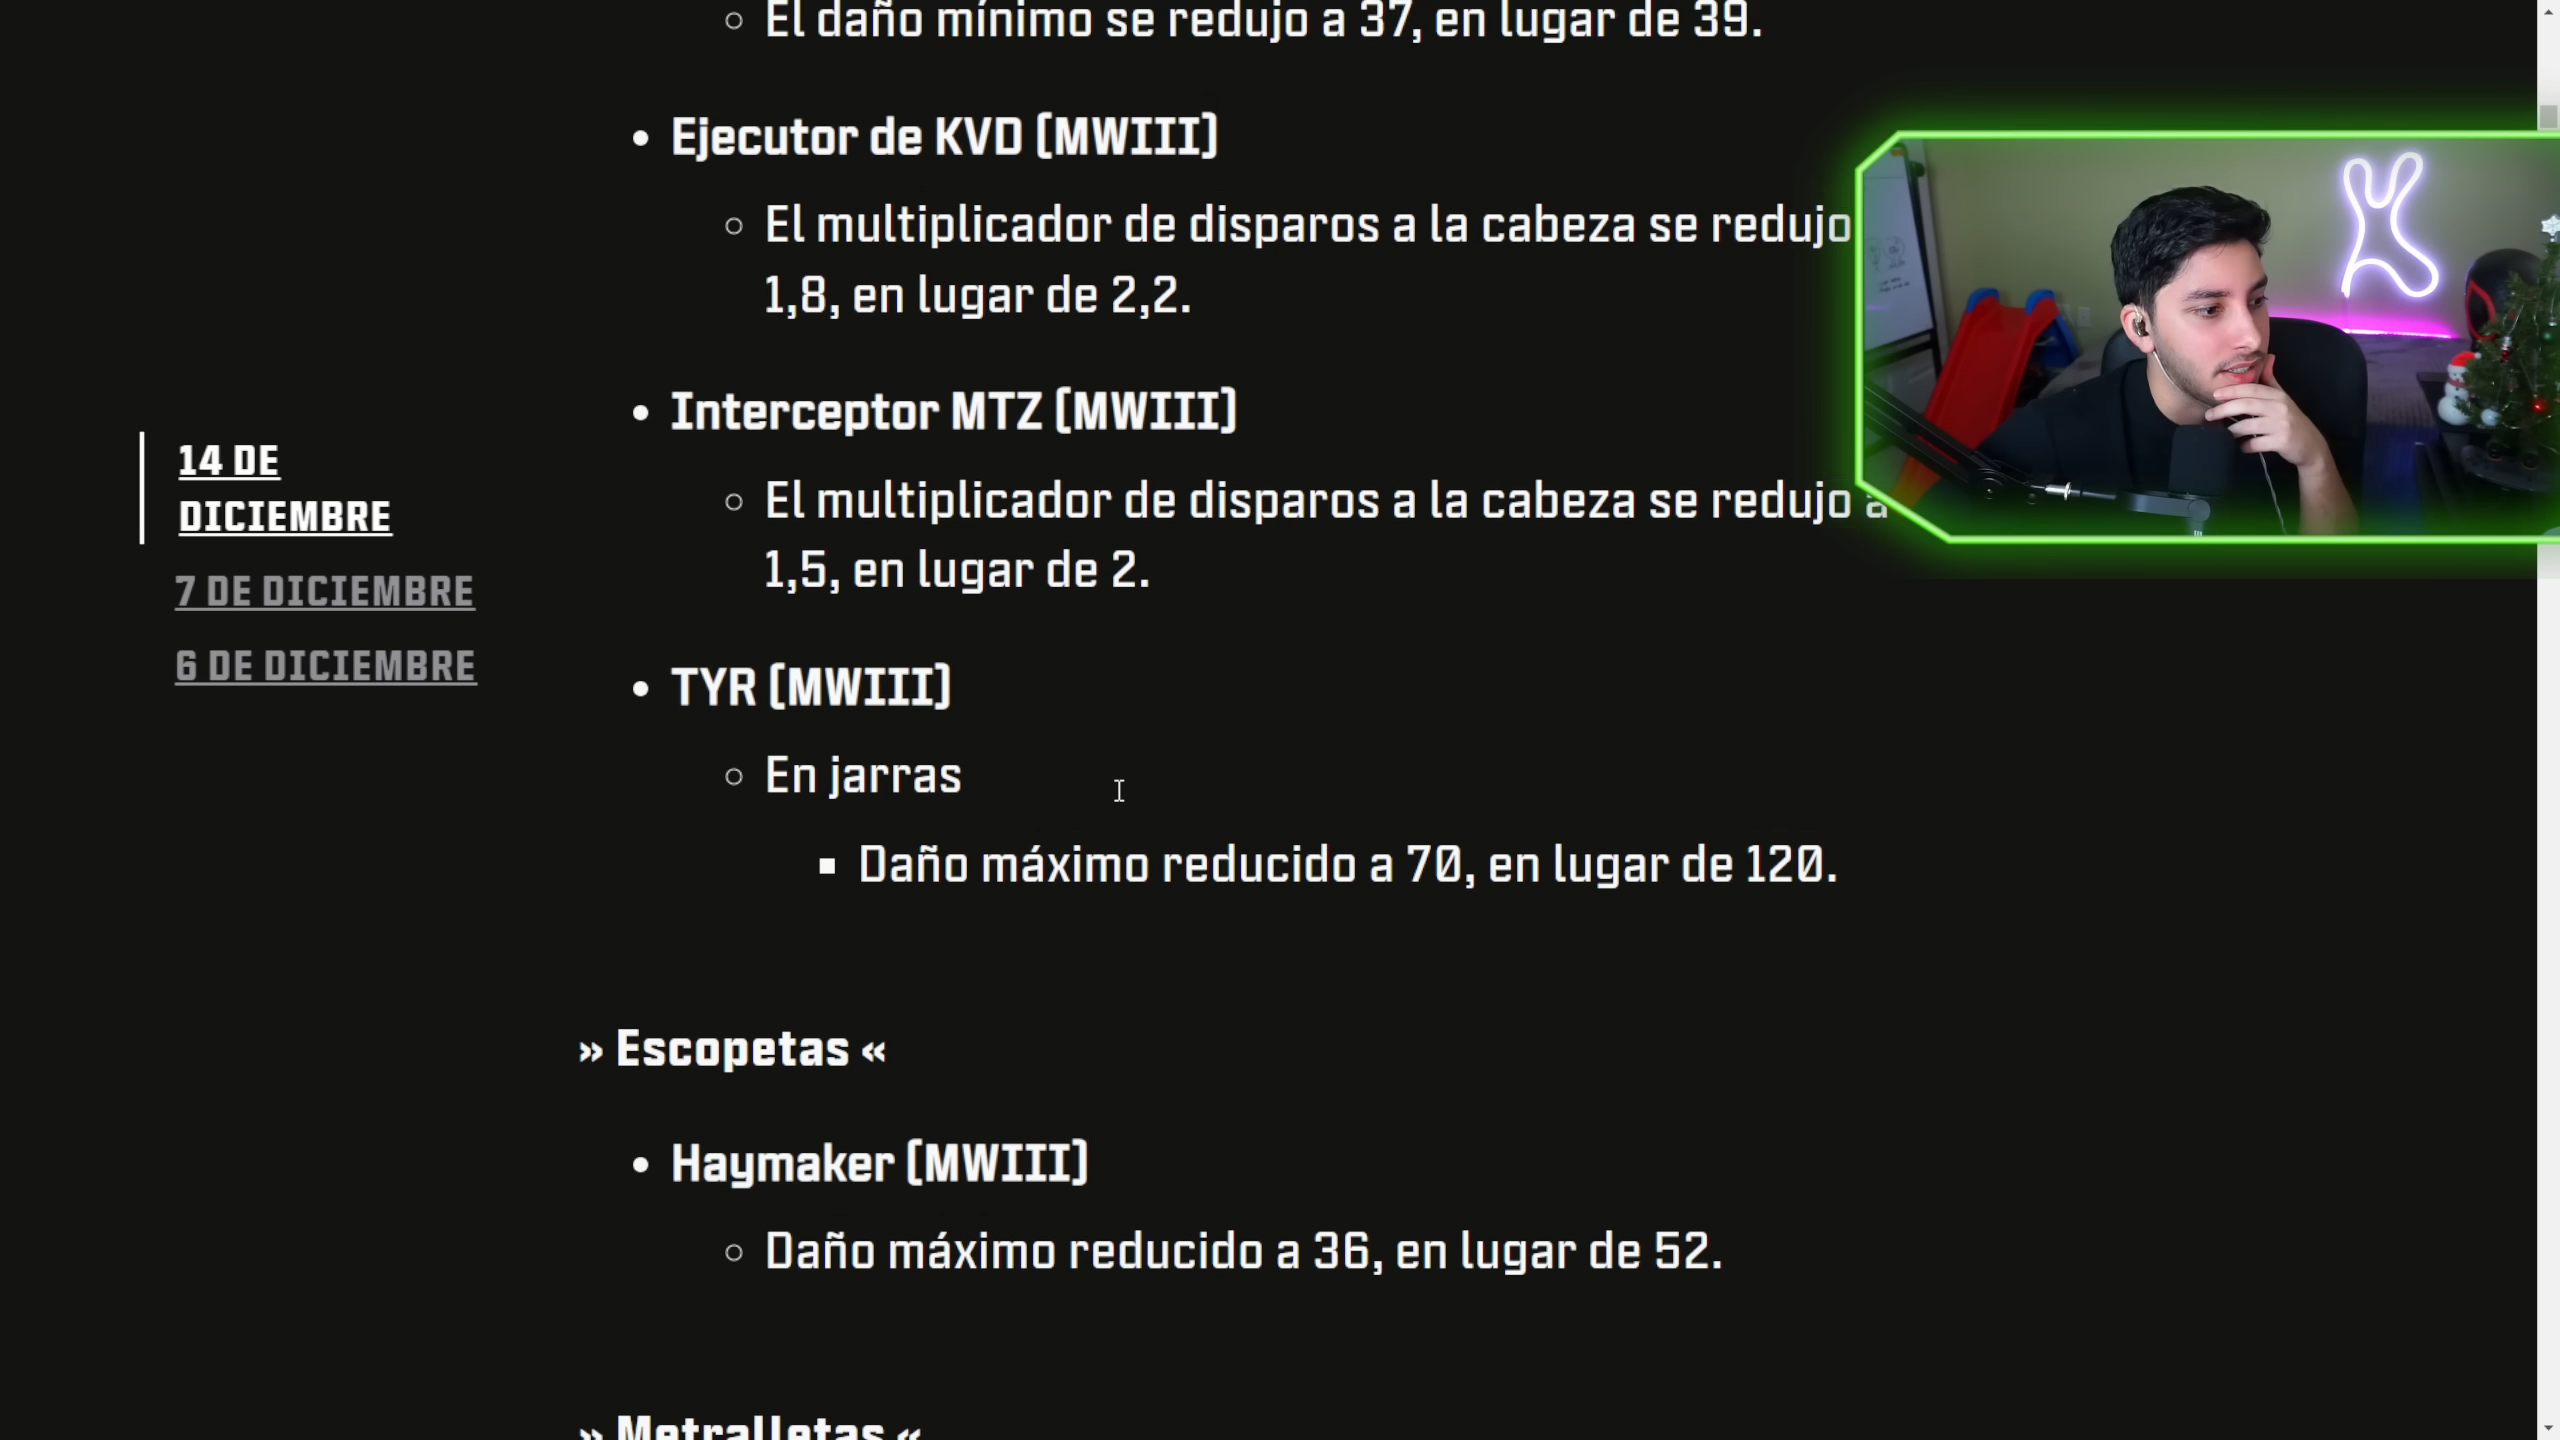 El daño mínimo se redujo a 37, en lugar de 39.
Ejecutor de KVD (MWIII)
El multiplicador de disparos a la cabeza se redujo
1,8, en lugar de 2,2.
Interceptor MTZ (MWIII)
El multiplicador de disparos a la cabeza se redujo a
1,5, en lugar de 2.
TYR (MWIII)
En jarras
Daño máximo reducido a 70, en lugar de 120.
» Escopetas «
Haymaker (MWIII)
Daño máximo reducido a 36, en lugar de 52.
» Metralletas «
14 DE
DICIEMBRE
7 DE DICIEMBRE
6 DE DICIEMBRE